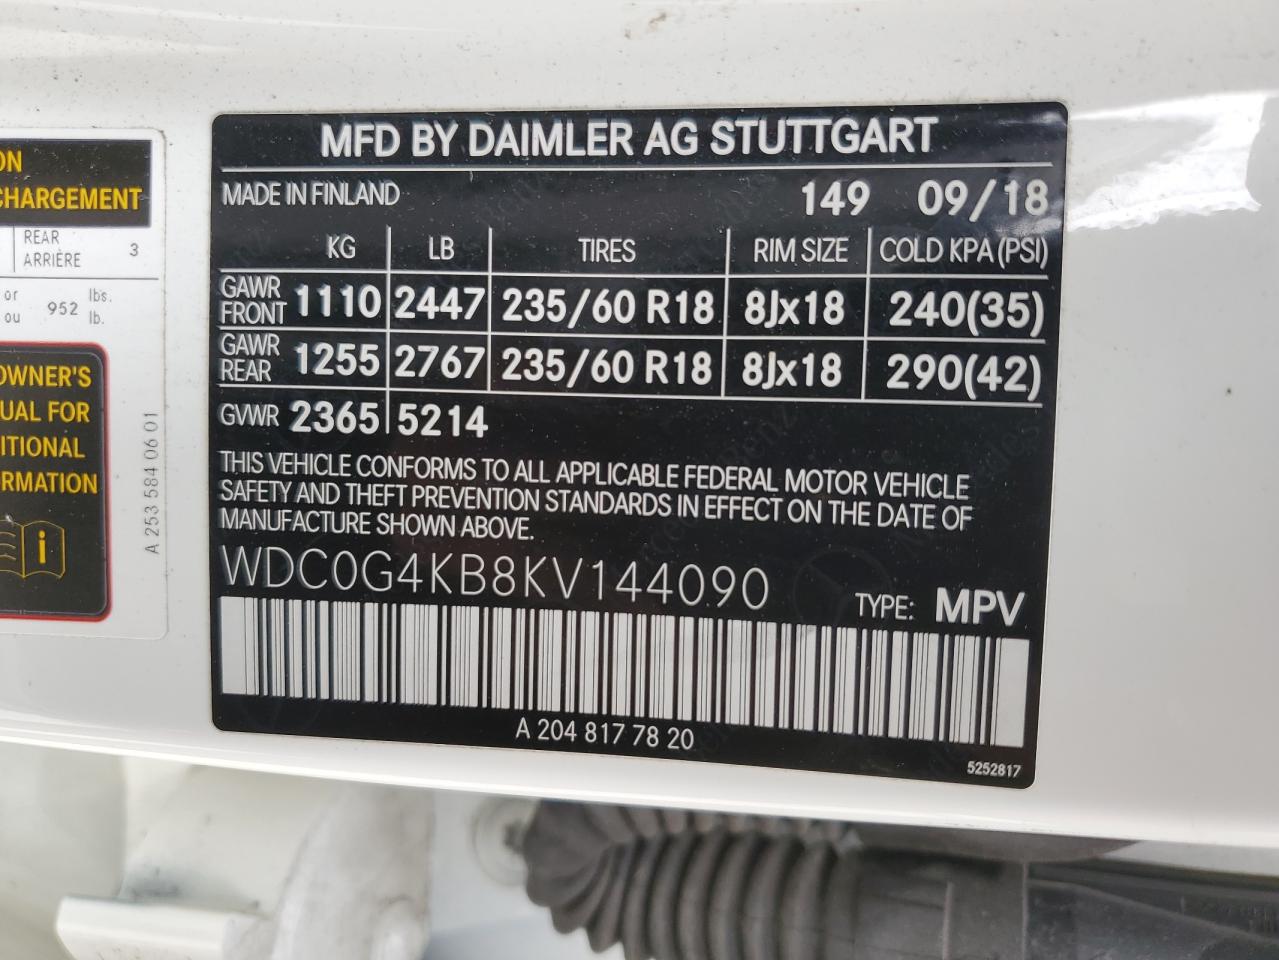 ON
CHARGEMENT
REAR 3
ARRIÈRE
or 952 lbs.
ou lb.
OWNER'S
UAL FOR
ITIONAL
RMATION
i
A 253 584 06 01
MFD BY DAIMLER AG STUTTGART
MADE IN FINLAND 149 09/18
KG LB TIRES RIM SIZE COLD KPA (PSI)
GAWR FRONT 1110 2447 235/60 R18 8Jx18 240(35)
GAWR REAR 1255 2767 235/60 R18 8Jx18 290(42)
GVWR 2365 5214
THIS VEHICLE CONFORMS TO ALL APPLICABLE FEDERAL MOTOR VEHICLE
SAFETY AND THEFT PREVENTION STANDARDS IN EFFECT ON THE DATE OF
MANUFACTURE SHOWN ABOVE.
WDC0G4KB8KV144090 TYPE: MPV
A 204 817 78 20
5252817